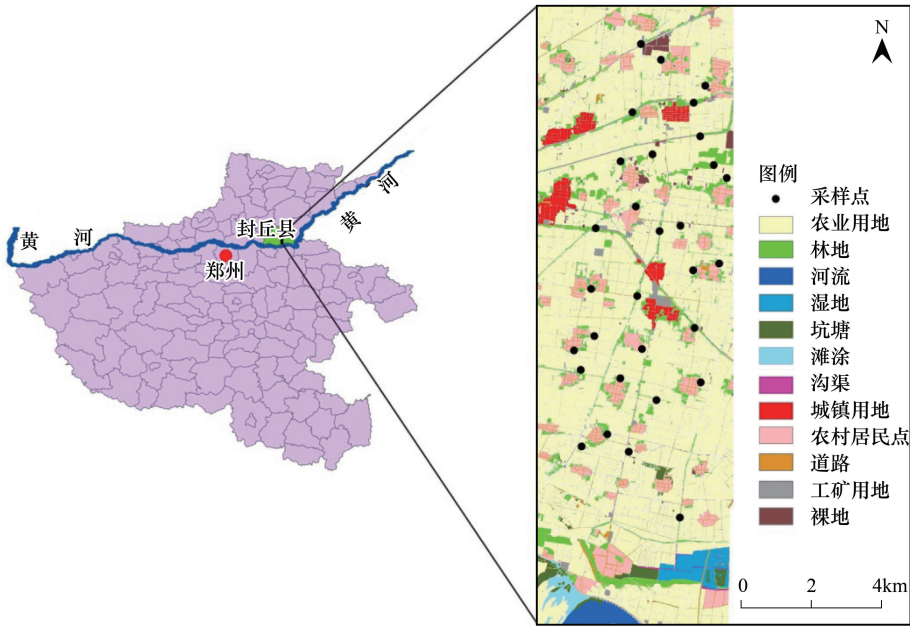 黄 河
封丘县
黄 河
郑州
N
图例
采样点
农业用地
林地
河流
湿地
坑塘
滩涂
沟渠
城镇用地
农村居民点
道路
工矿用地
裸地
0 2 4km